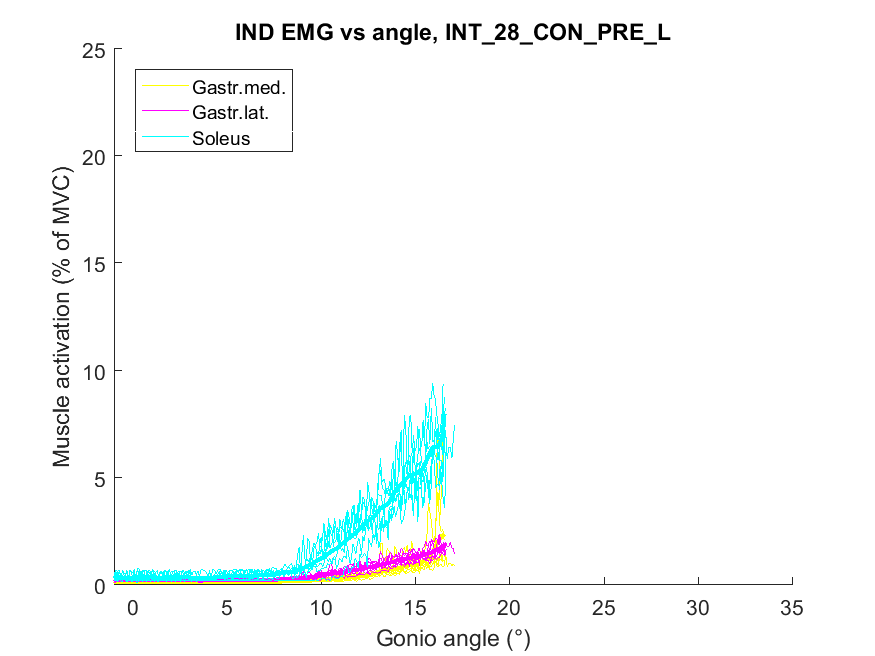 IND EMG vs angle, INT_28_CON_PRE_L
Gastr.med.
Gastr.lat.
Soleus
Muscle activation (% of MVC)
25
20
15
10
5
0
0 5 10 15 20 25 30 35
Gonio angle (°)